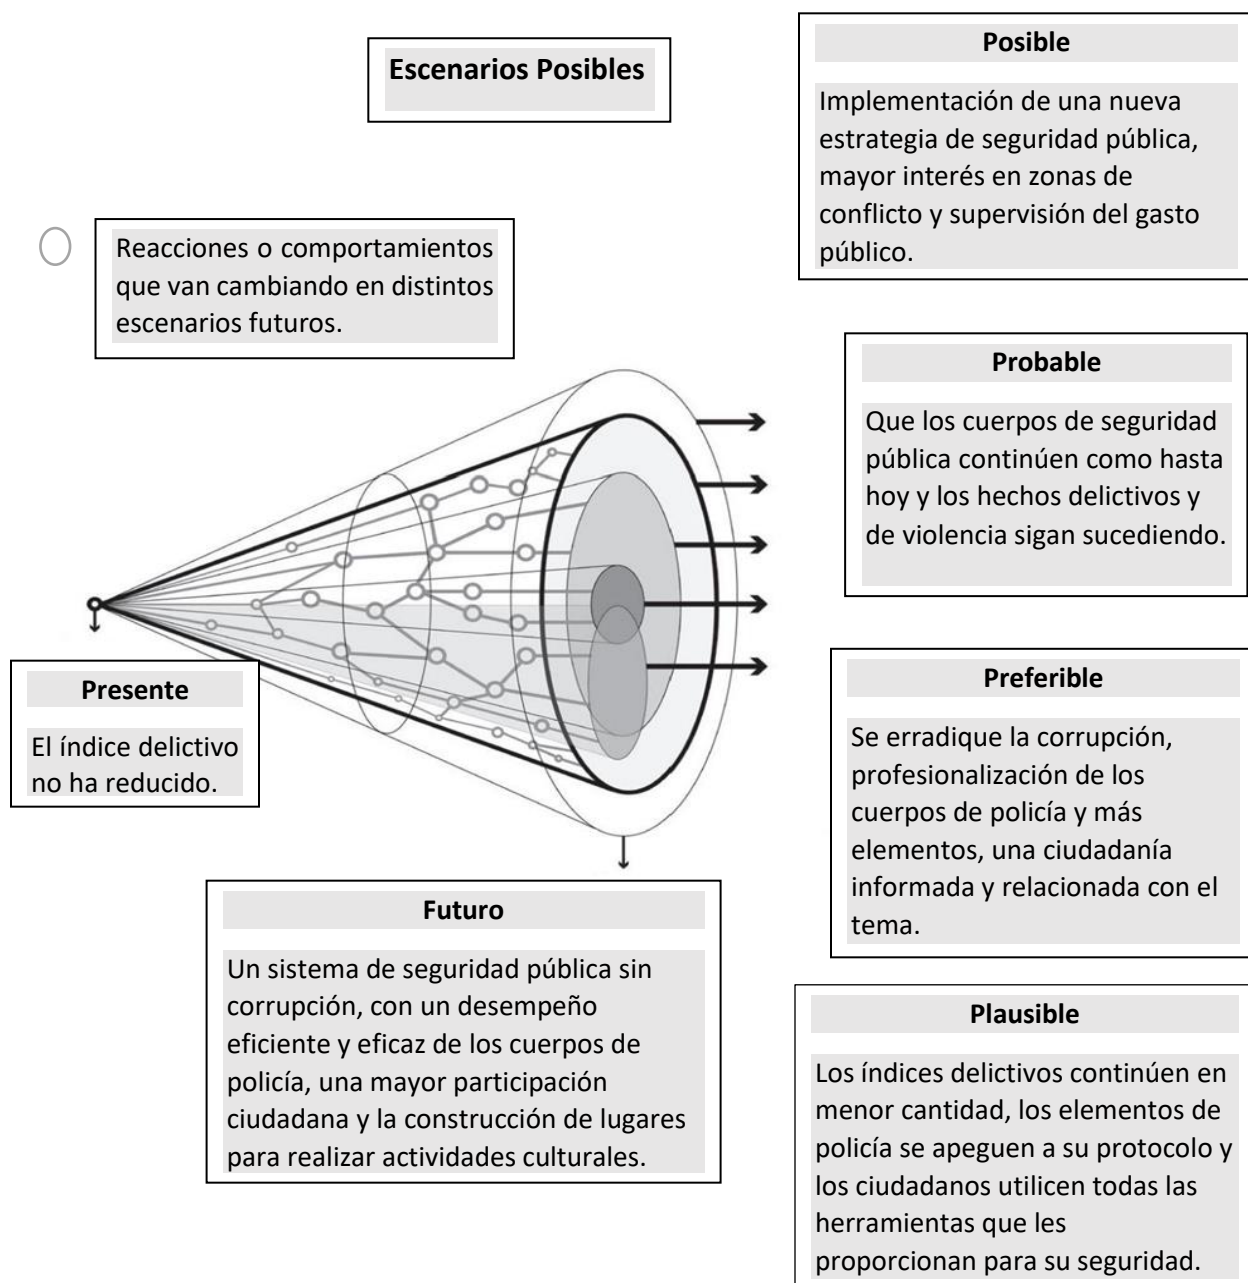 Escenarios Posibles
Posible
Implementación de una nueva
estrategia de seguridad pública,
mayor interés en zonas de
conflicto y supervisión del gasto
público.
Reacciones o comportamientos
que van cambiando en distintos
escenarios futuros.
Probable
Que los cuerpos de seguridad
pública continúen como hasta
hoy y los hechos delictivos y
de violencia sigan sucediendo.
Presente
El índice delictivo
no ha reducido.
Preferible
Se erradique la corrupción,
profesionalización de los
cuerpos de policía y más
elementos, una ciudadanía
informada y relacionada con el
tema.
Futuro
Un sistema de seguridad pública sin
corrupción, con un desempeño
eficiente y eficaz de los cuerpos de
policía, una mayor participación
ciudadana y la construcción de lugares
para realizar actividades culturales.
Plausible
Los índices delictivos continúen en
menor cantidad, los elementos de
policía se apeguen a su protocolo y
los ciudadanos utilicen todas las
herramientas que les
proporcionan para su seguridad.